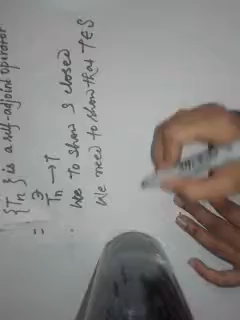 {Tn} is a self-adjoint operator
=
Tn → T
We to show S closed
We need to show that T∈S